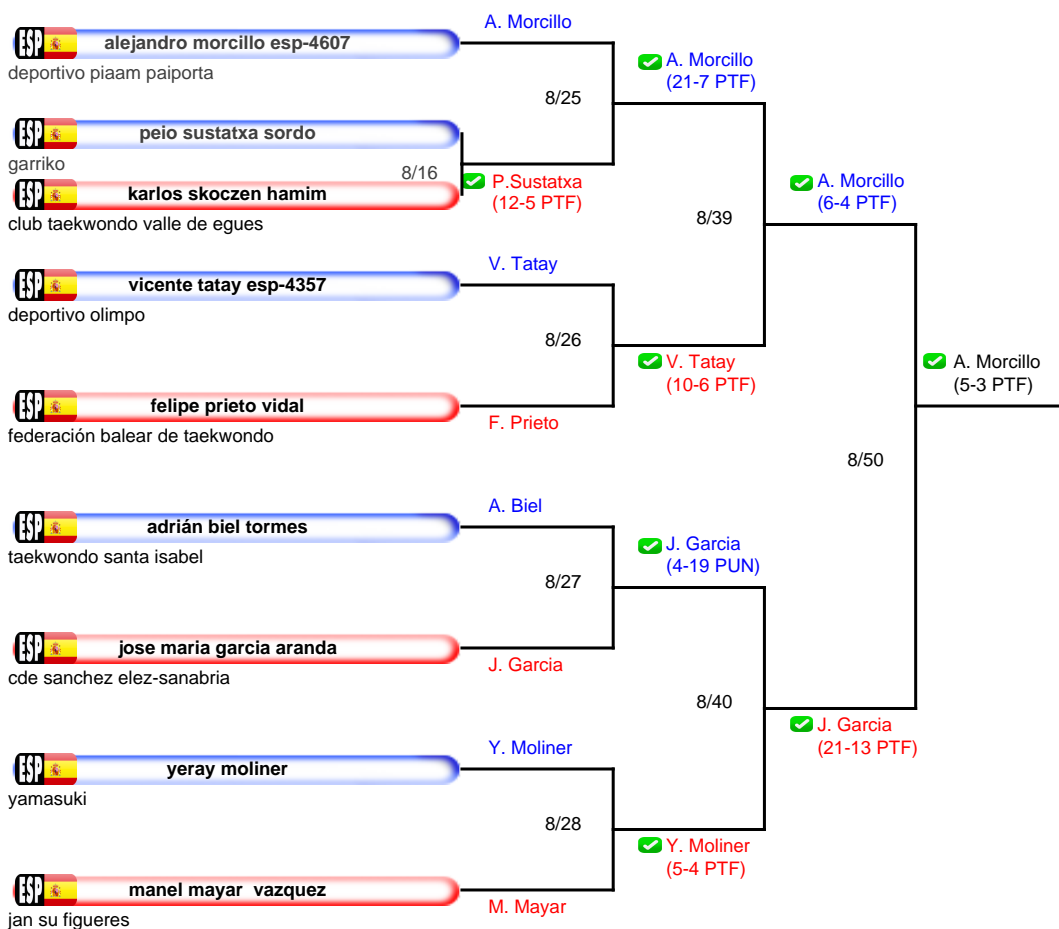 A. Morcillo
ESP alejandro morcillo esp-4607
deportivo piaam paiporta
A. Morcillo
(21-7 PTF)
8/25
ESP peio sustatxa sordo
garriko
8/16
P.Sustatxa
(12-5 PTF)
ESP karlos skoczen hamim
club taekwondo valle de egues
A. Morcillo
(6-4 PTF)
8/39
V. Tatay
ESP vicente tatay esp-4357
deportivo olimpo
8/26
V. Tatay
(10-6 PTF)
ESP felipe prieto vidal
F. Prieto
federación balear de taekwondo
A. Morcillo
(5-3 PTF)
8/50
A. Biel
ESP adrián biel tormes
taekwondo santa isabel
J. Garcia
(4-19 PUN)
8/27
ESP jose maria garcia aranda
J. Garcia
cde sanchez elez-sanabria
8/40
J. Garcia
(21-13 PTF)
Y. Moliner
ESP yeray moliner
yamasuki
8/28
Y. Moliner
(5-4 PTF)
ESP manel mayar  vazquez
M. Mayar
jan su figueres